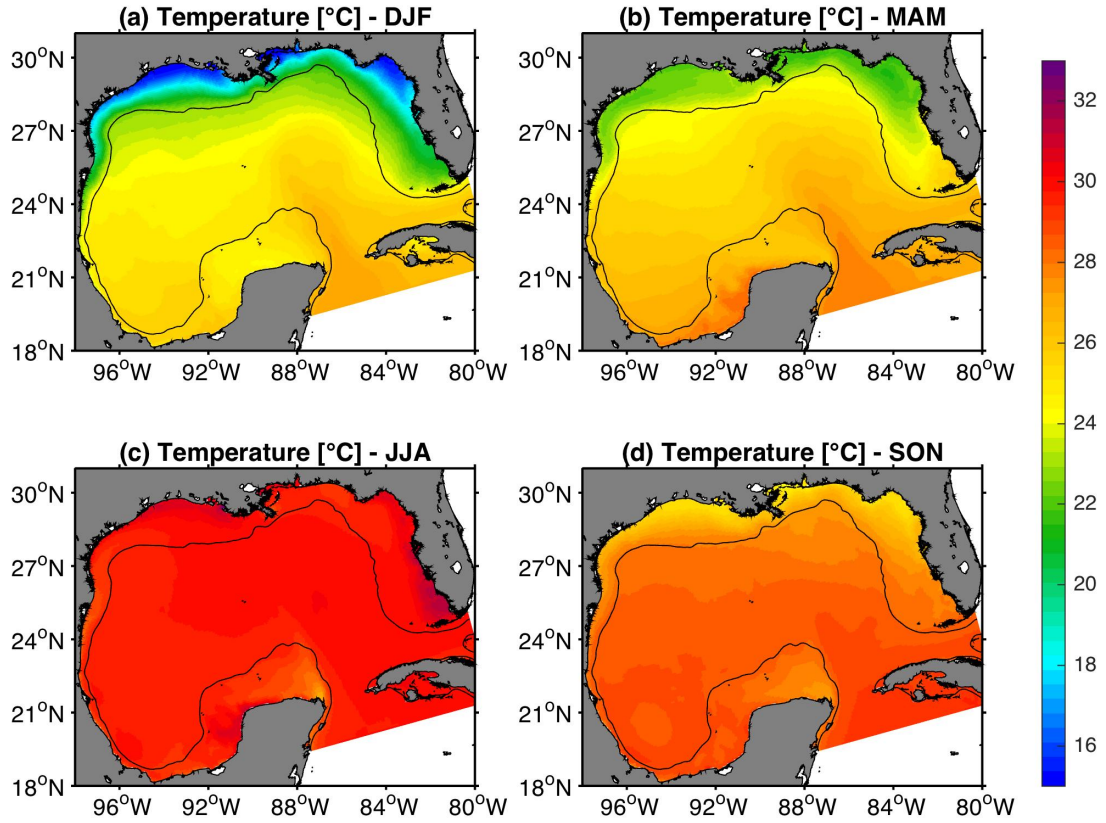 (a) Temperature [°C] - DJF
(b) Temperature [°C] - MAM
30°N
27°N
24°N
21°N
18°N
96°W 92°W 88°W 84°W 80°W
30°N
27°N
24°N
21°N
18°N
96°W 92°W 88°W 84°W 80°W
(c) Temperature [°C] - JJA
(d) Temperature [°C] - SON
30°N
27°N
24°N
21°N
18°N
96°W 92°W 88°W 84°W 80°W
30°N
27°N
24°N
21°N
18°N
96°W 92°W 88°W 84°W 80°W
32
30
28
26
24
22
20
18
16